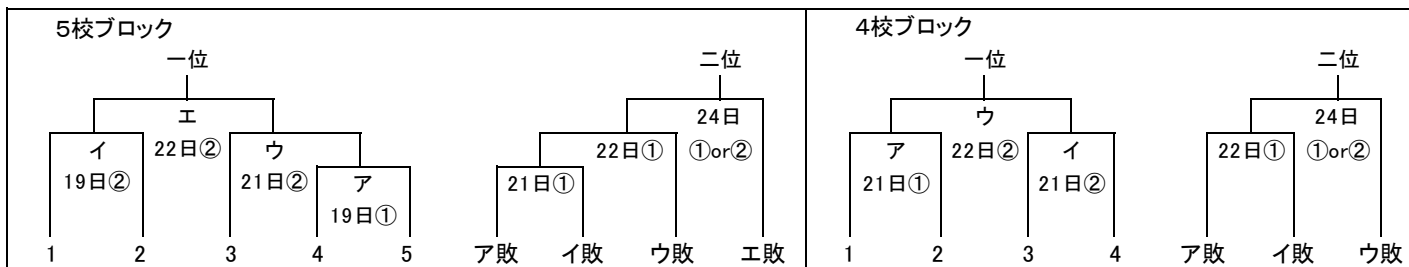 5校ブロック
一位
二位
エ
24日
イ
22日②
ウ
22日①
①or②
19日②
21日②
ア
21日①
19日①
1 2 3 4 5 ア敗 イ敗 ウ敗 エ敗
4校ブロック
一位
二位
ウ
24日
ア
22日②
イ
22日①
①or②
21日①
21日②
1 2 3 4 ア敗 イ敗 ウ敗